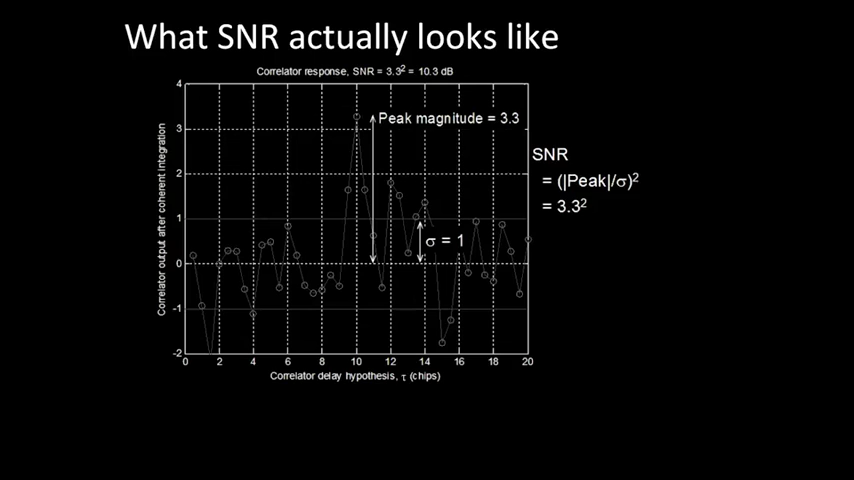 What SNR actually looks like
Correlator response, SNR = 3.3² = 10.3 dB
4
3
2
1
0
-1
-2
0 2 4 6 8 10 12 14 16 18 20
Correlator output after coherent integration
Correlator delay hypothesis, τ (chips)
Peak magnitude = 3.3
σ = 1
SNR
= (|Peak|/σ)²
= 3.3²